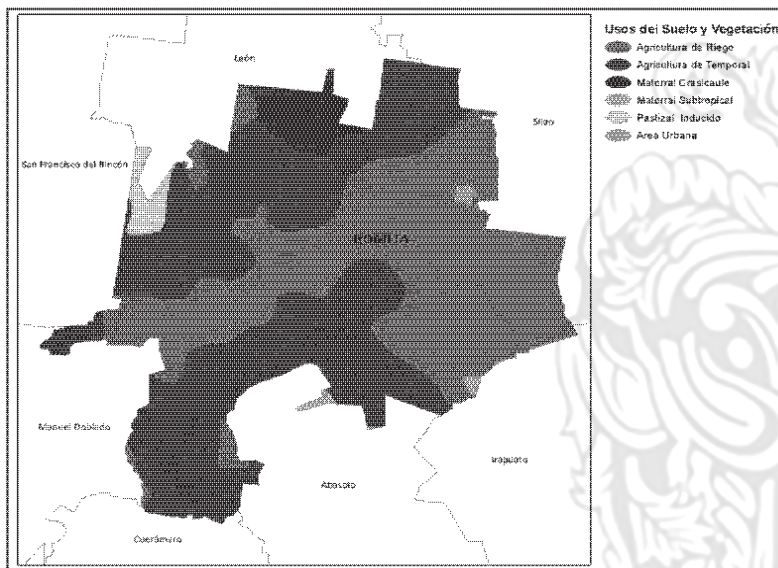 Usos del Suelo y Vegetación
Agricultura de Riego
Agricultura de Temporal
Matorral Crasicaule
Matorral Subtropical
Pastizal Inducido
Area Urbana
León
Silao
San Francisco del Rincón
ROMITA
Manuel Doblado
Irapuato
Abasolo
Cuerámaro